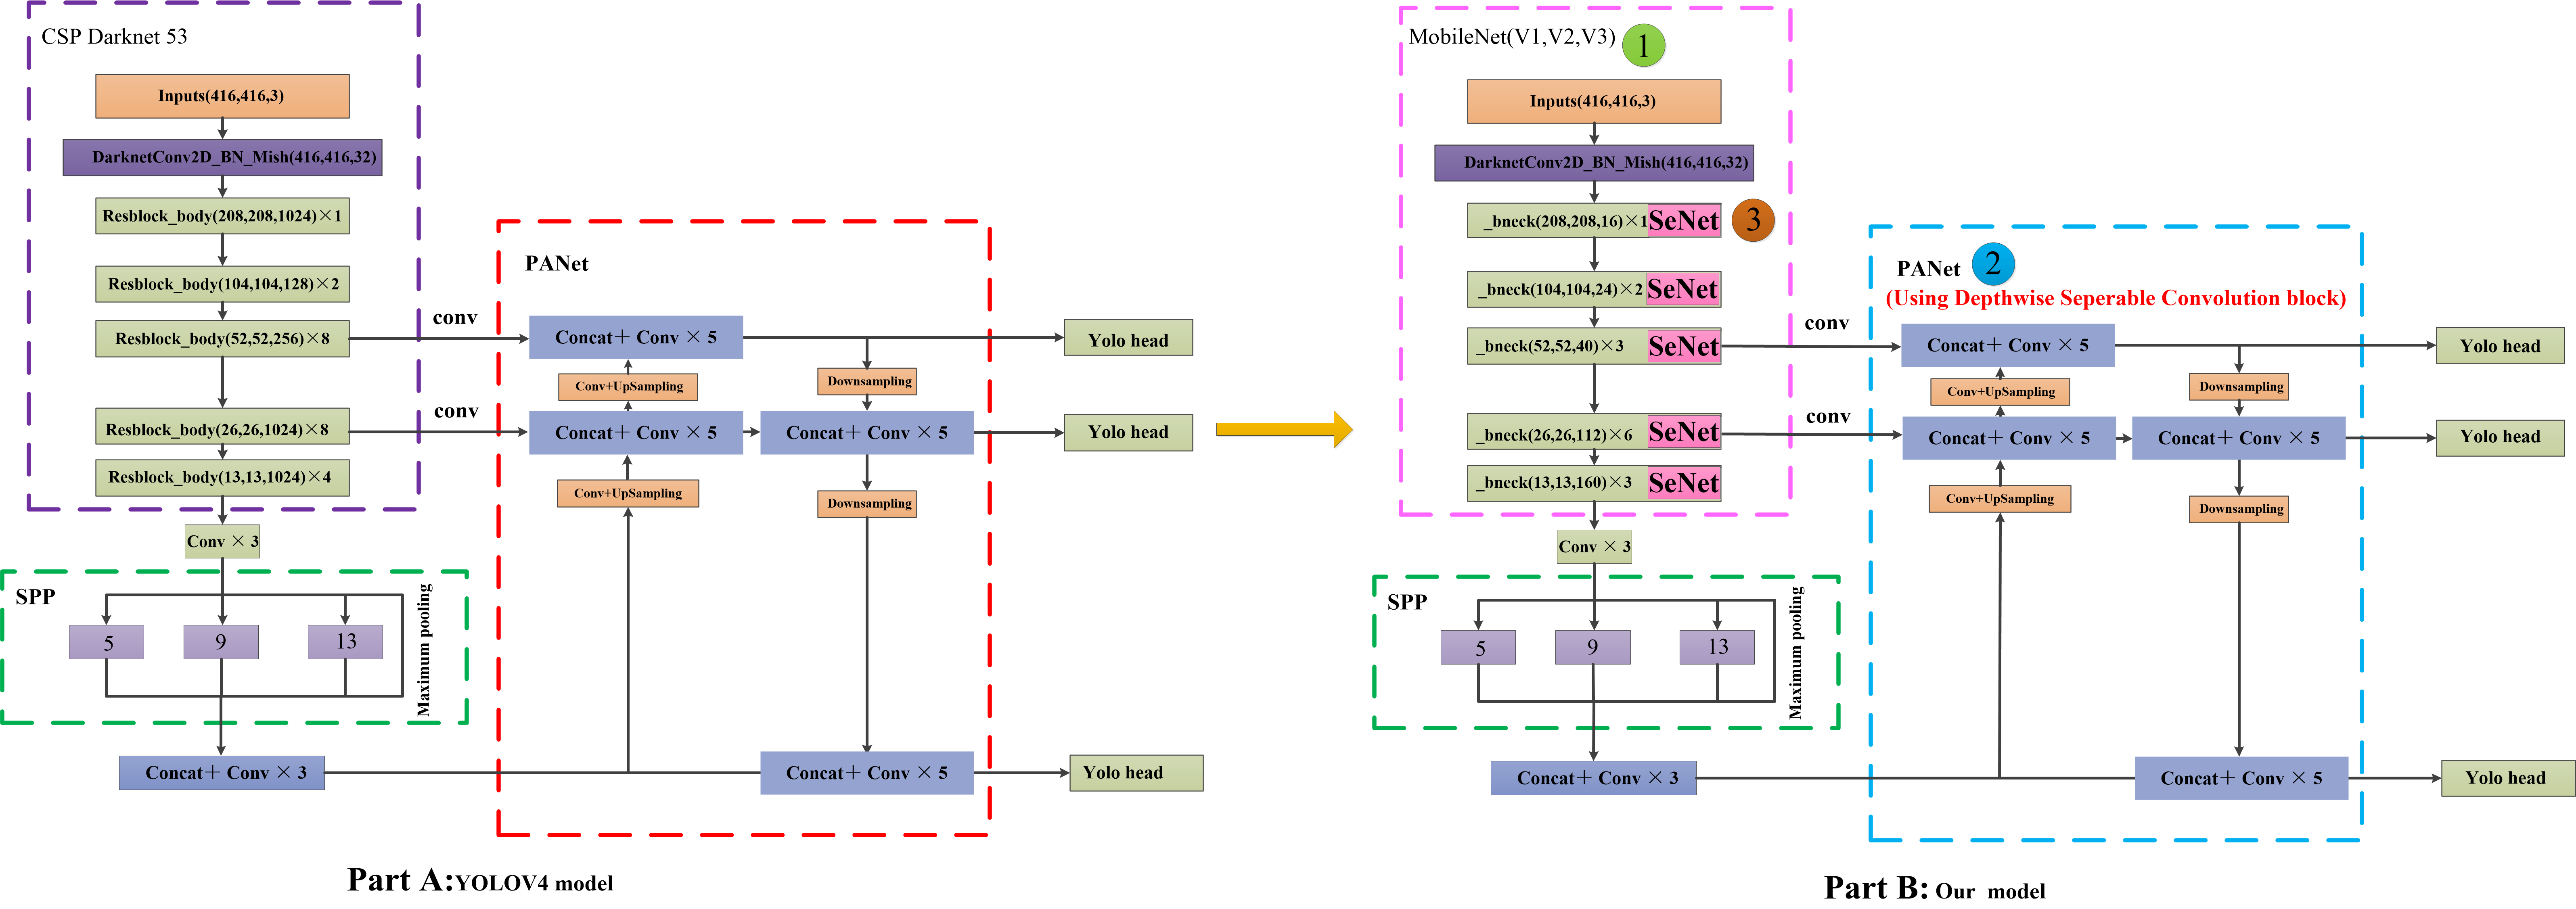 CSP Darknet 53
Inputs(416,416,3)
DarknetConv2D_BN_Mish(416,416,32)
Resblock_body(208,208,1024)×1
Resblock_body(104,104,128)×2
Resblock_body(52,52,256)×8
Resblock_body(26,26,1024)×8
Resblock_body(13,13,1024)×4
Conv × 3
SPP
5
9
13
Maximum pooling
Concat+ Conv × 3
conv
conv
PANet
Concat+ Conv × 5
Conv+UpSampling
Downsampling
Concat+ Conv × 5
Concat+ Conv × 5
Conv+UpSampling
Downsampling
Concat+ Conv × 5
Yolo head
Yolo head
Yolo head
Part A:YOLOV4 model
MobileNet(V1,V2,V3)
1
Inputs(416,416,3)
DarknetConv2D_BN_Mish(416,416,32)
_bneck(208,208,16)×1 SeNet
3
_bneck(104,104,24)×2 SeNet
_bneck(52,52,40)×3 SeNet
_bneck(26,26,112)×6 SeNet
_bneck(13,13,160)×3 SeNet
Conv × 3
SPP
5
9
13
Maximum pooling
Concat+ Conv × 3
conv
conv
PANet
2
(Using Depthwise Seperable Convolution block)
Concat+ Conv × 5
Conv+UpSampling
Downsampling
Concat+ Conv × 5
Concat+ Conv × 5
Conv+UpSampling
Downsampling
Concat+ Conv × 5
Yolo head
Yolo head
Yolo head
Part B: Our model